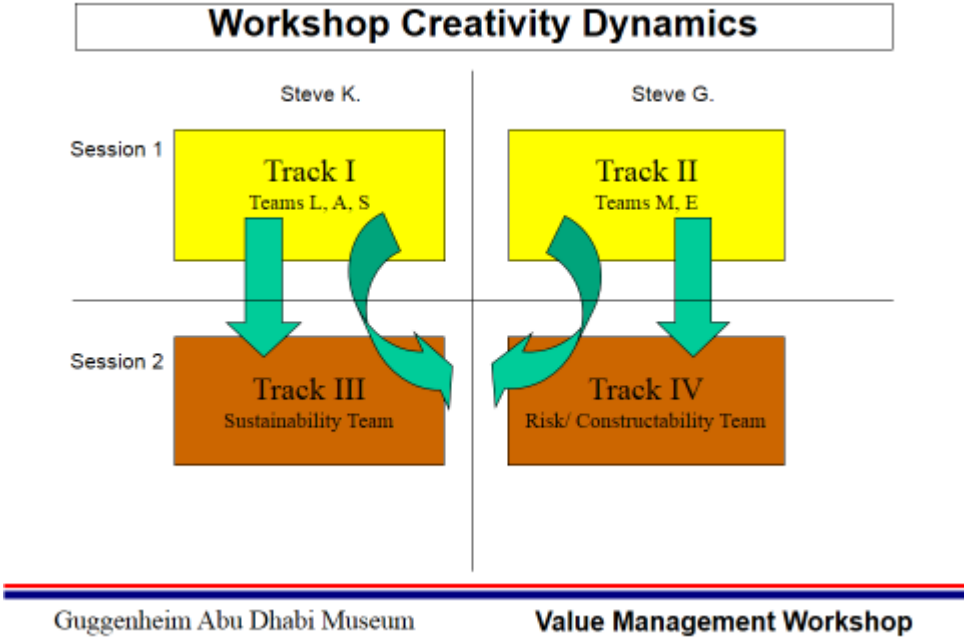 Workshop Creativity Dynamics
Steve K.
Steve G.
Session 1
Track I
Teams L, A, S
Track II
Teams M, E
Session 2
Track III
Sustainability Team
Track IV
Risk/ Constructability Team
Guggenheim Abu Dhabi Museum
Value Management Workshop